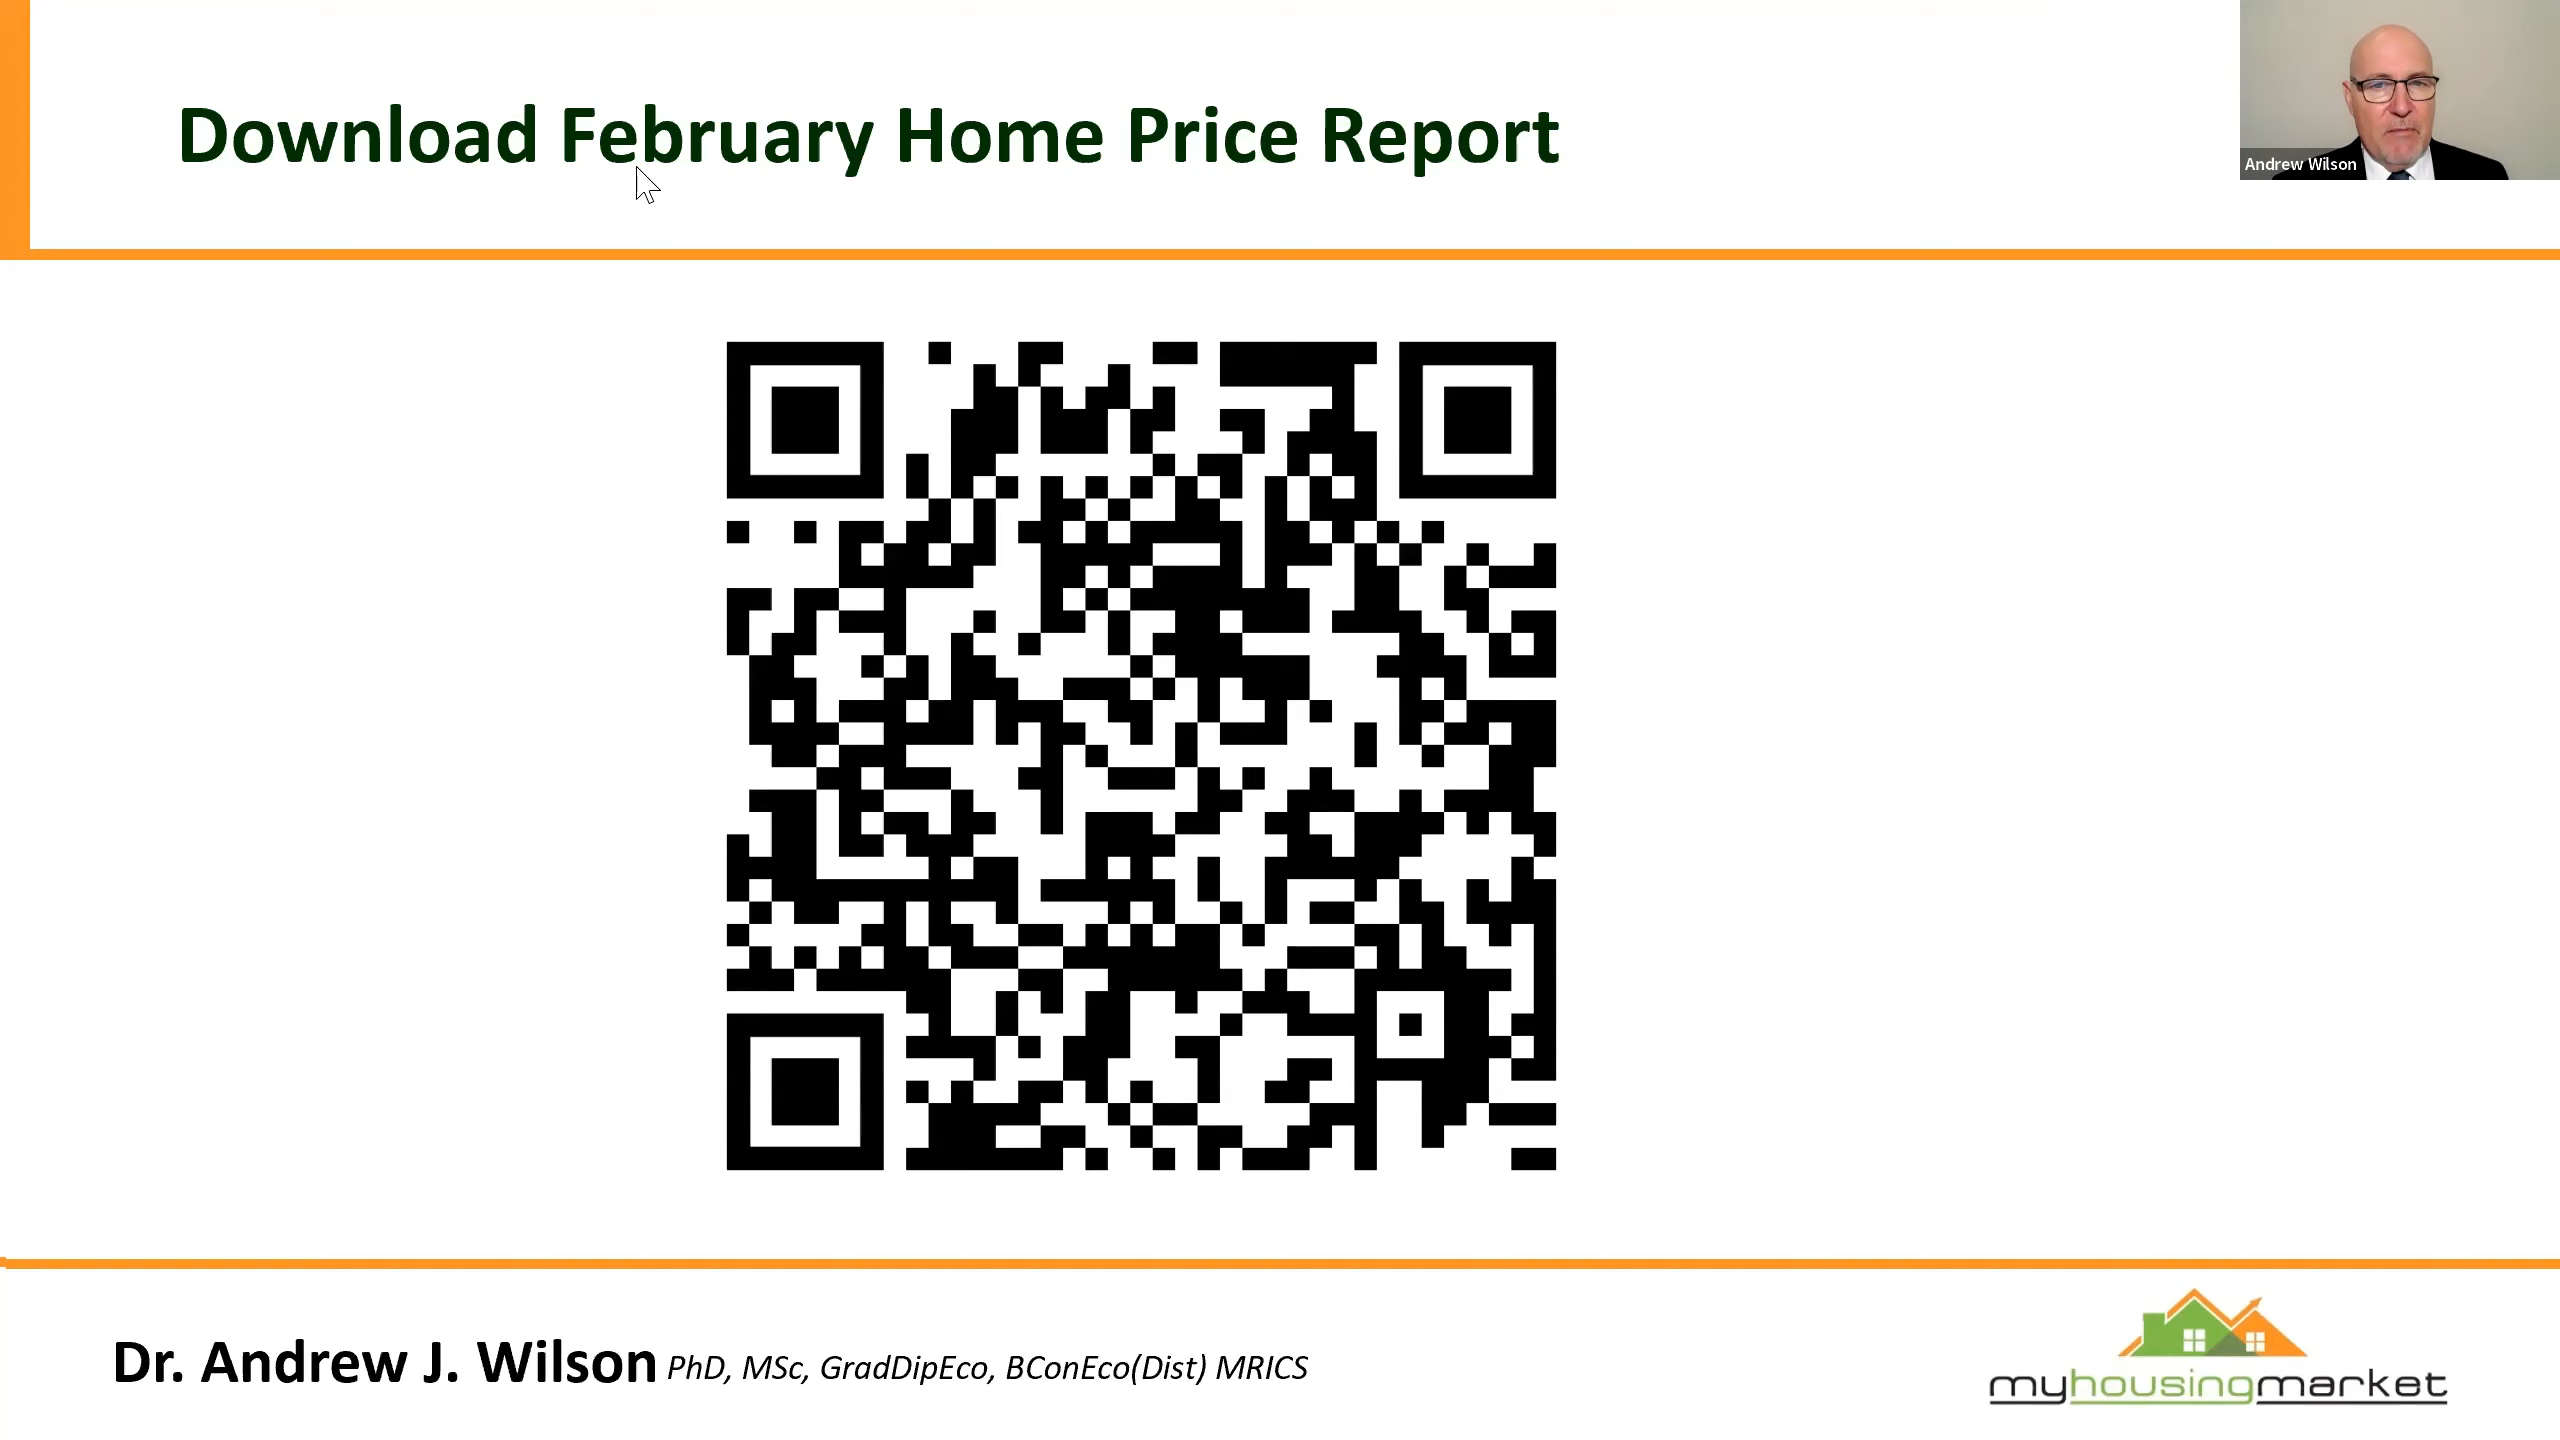 Download February Home Price Report
Andrew Wilson
Dr. Andrew J. Wilson PhD, MSc, GradDipEco, BConEco(Dist) MRICS
myhousingmarket